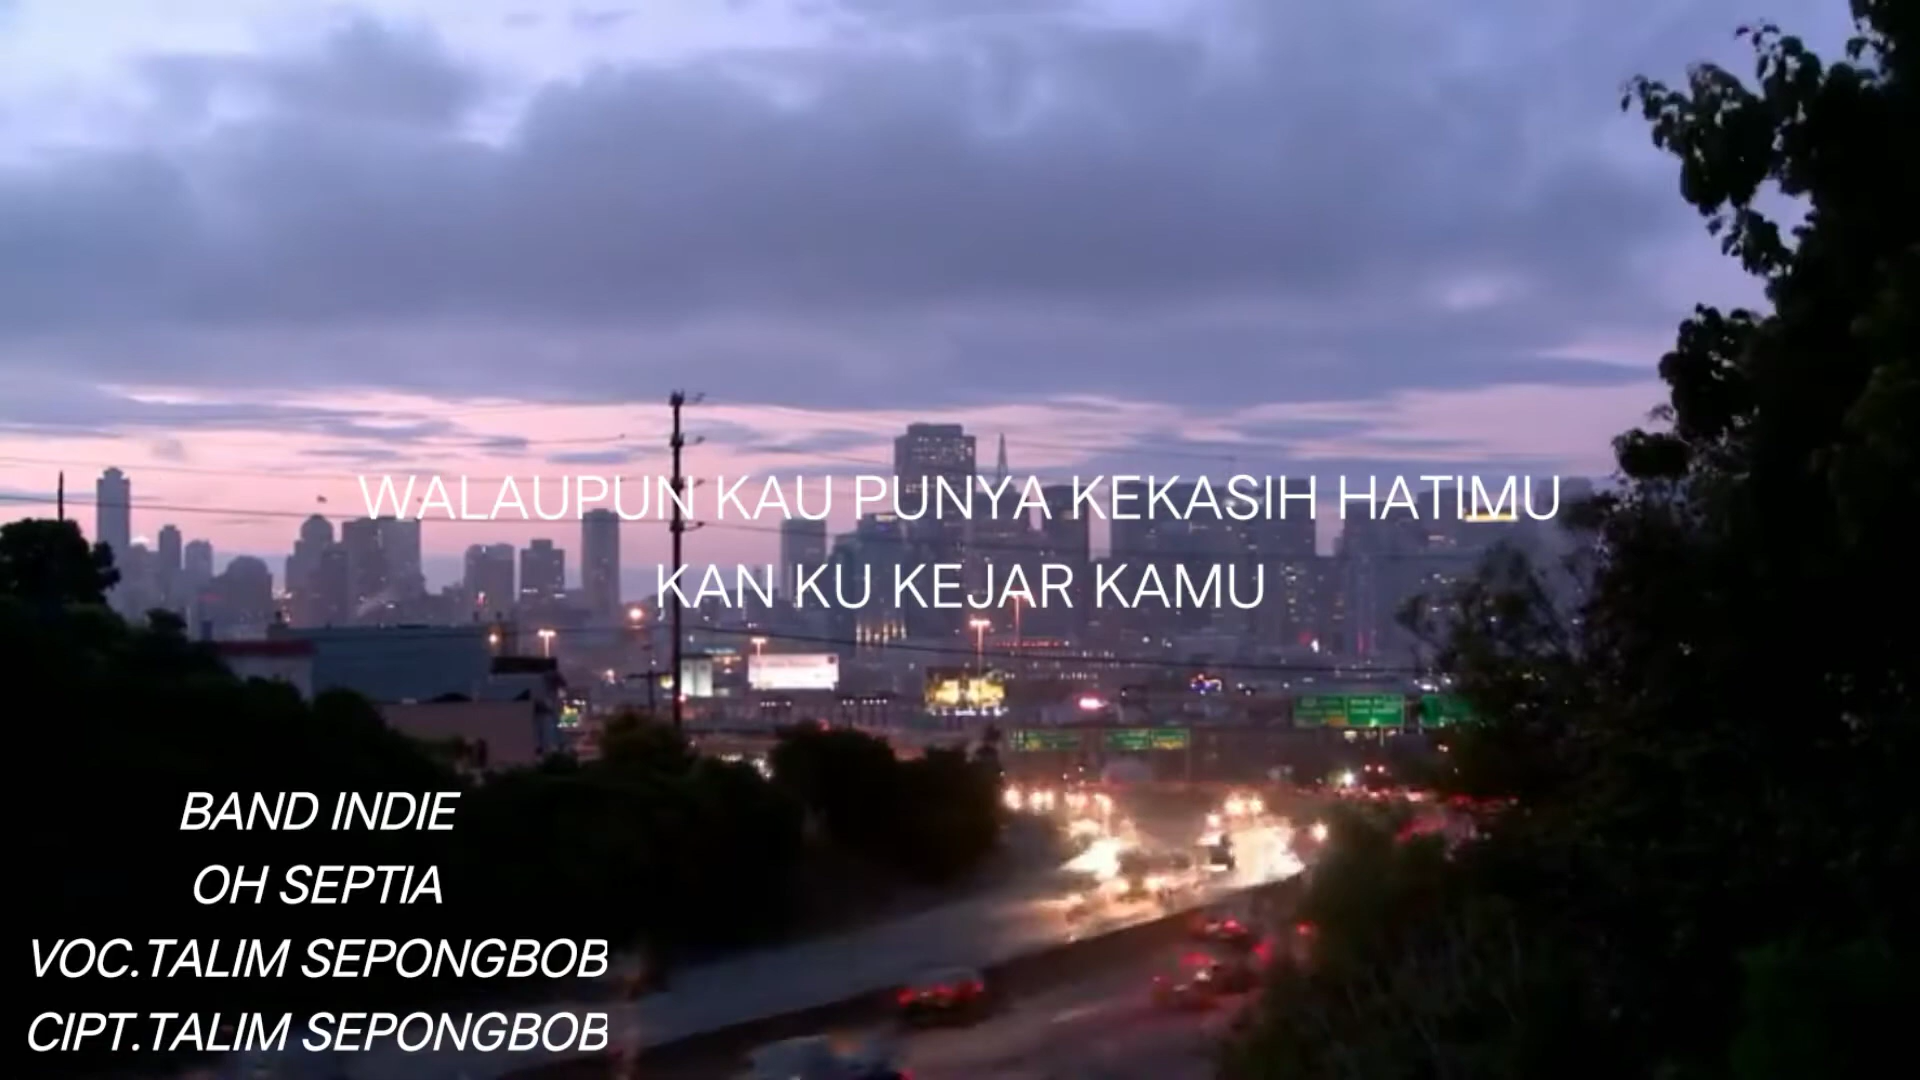 WALAUPUN KAU PUNYA KEKASIH HATIMU
KAN KU KEJAR KAMU
BAND INDIE
OH SEPTIA
VOC.TALIM SEPONGBOB
CIPT.TALIM SEPONGBOB